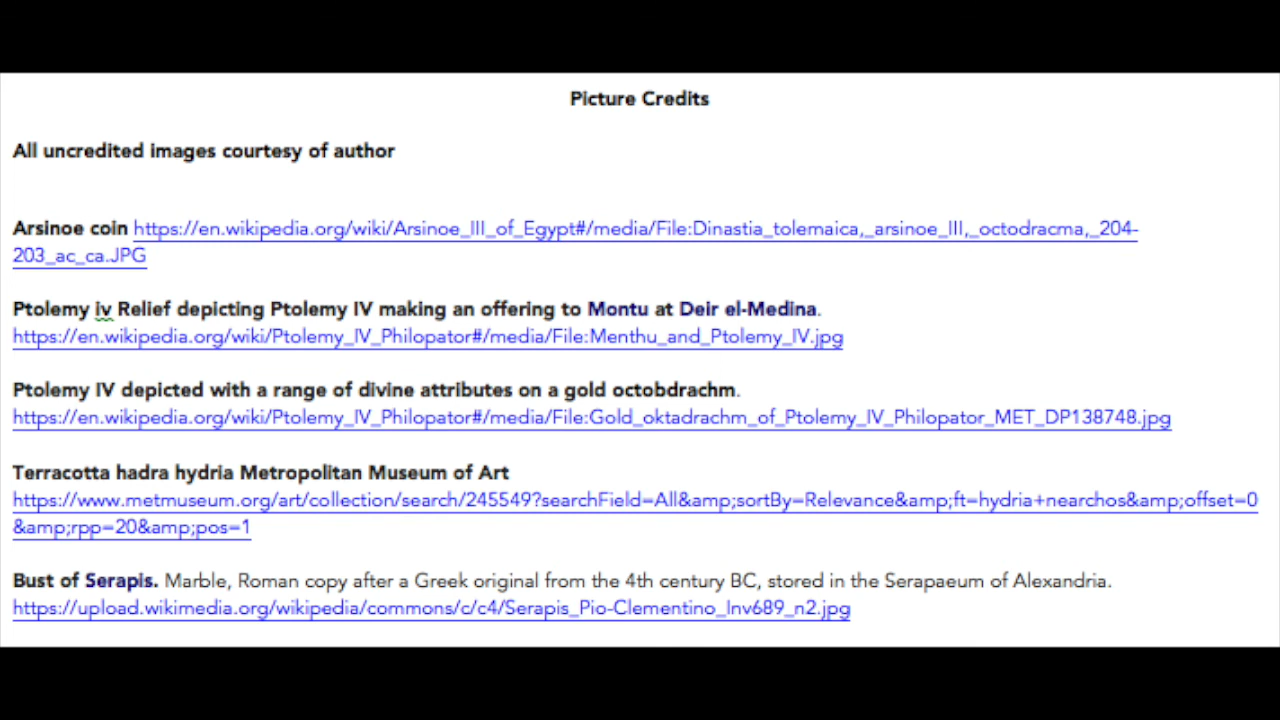 Picture Credits
All uncredited images courtesy of author
Arsinoe coin https://en.wikipedia.org/wiki/Arsinoe_III_of_Egypt#/media/File:Dinastia_tolemaica,_arsinoe_III,_octodracma,_204-
203_ac_ca.JPG
Ptolemy iv Relief depicting Ptolemy IV making an offering to Montu at Deir el-Medina.
https://en.wikipedia.org/wiki/Ptolemy_IV_Philopator#/media/File:Menthu_and_Ptolemy_IV.jpg
Ptolemy IV depicted with a range of divine attributes on a gold octobdrachm.
https://en.wikipedia.org/wiki/Ptolemy_IV_Philopator#/media/File:Gold_oktadrachm_of_Ptolemy_IV_Philopator_MET_DP138748.jpg
Terracotta hadra hydria Metropolitan Museum of Art
https://www.metmuseum.org/art/collection/search/245549?searchField=All&amp;sortBy=Relevance&amp;ft=hydria+nearchos&amp;offset=0
&amp;rpp=20&amp;pos=1
Bust of Serapis. Marble, Roman copy after a Greek original from the 4th century BC, stored in the Serapaeum of Alexandria.
https://upload.wikimedia.org/wikipedia/commons/c/c4/Serapis_Pio-Clementino_Inv689_n2.jpg